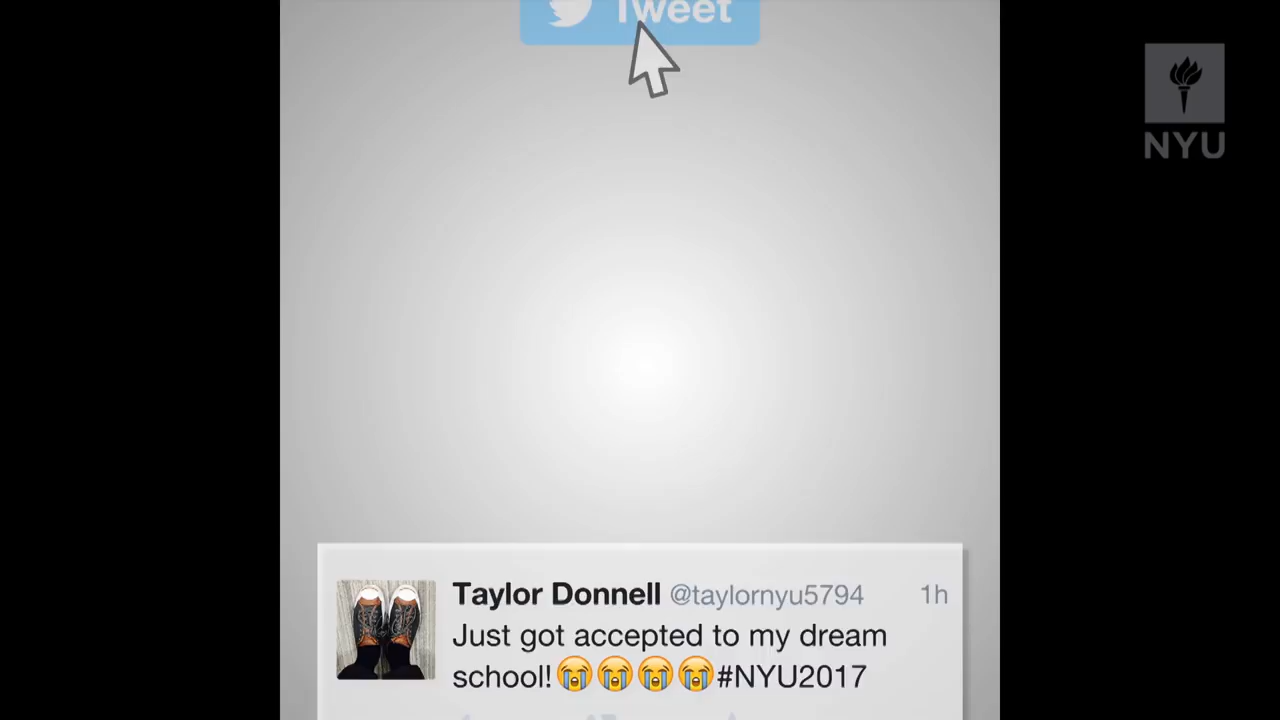 Tweet
NYU
Taylor Donnell @taylornyu5794 1h
Just got accepted to my dream
school!😭😭😭😭#NYU2017